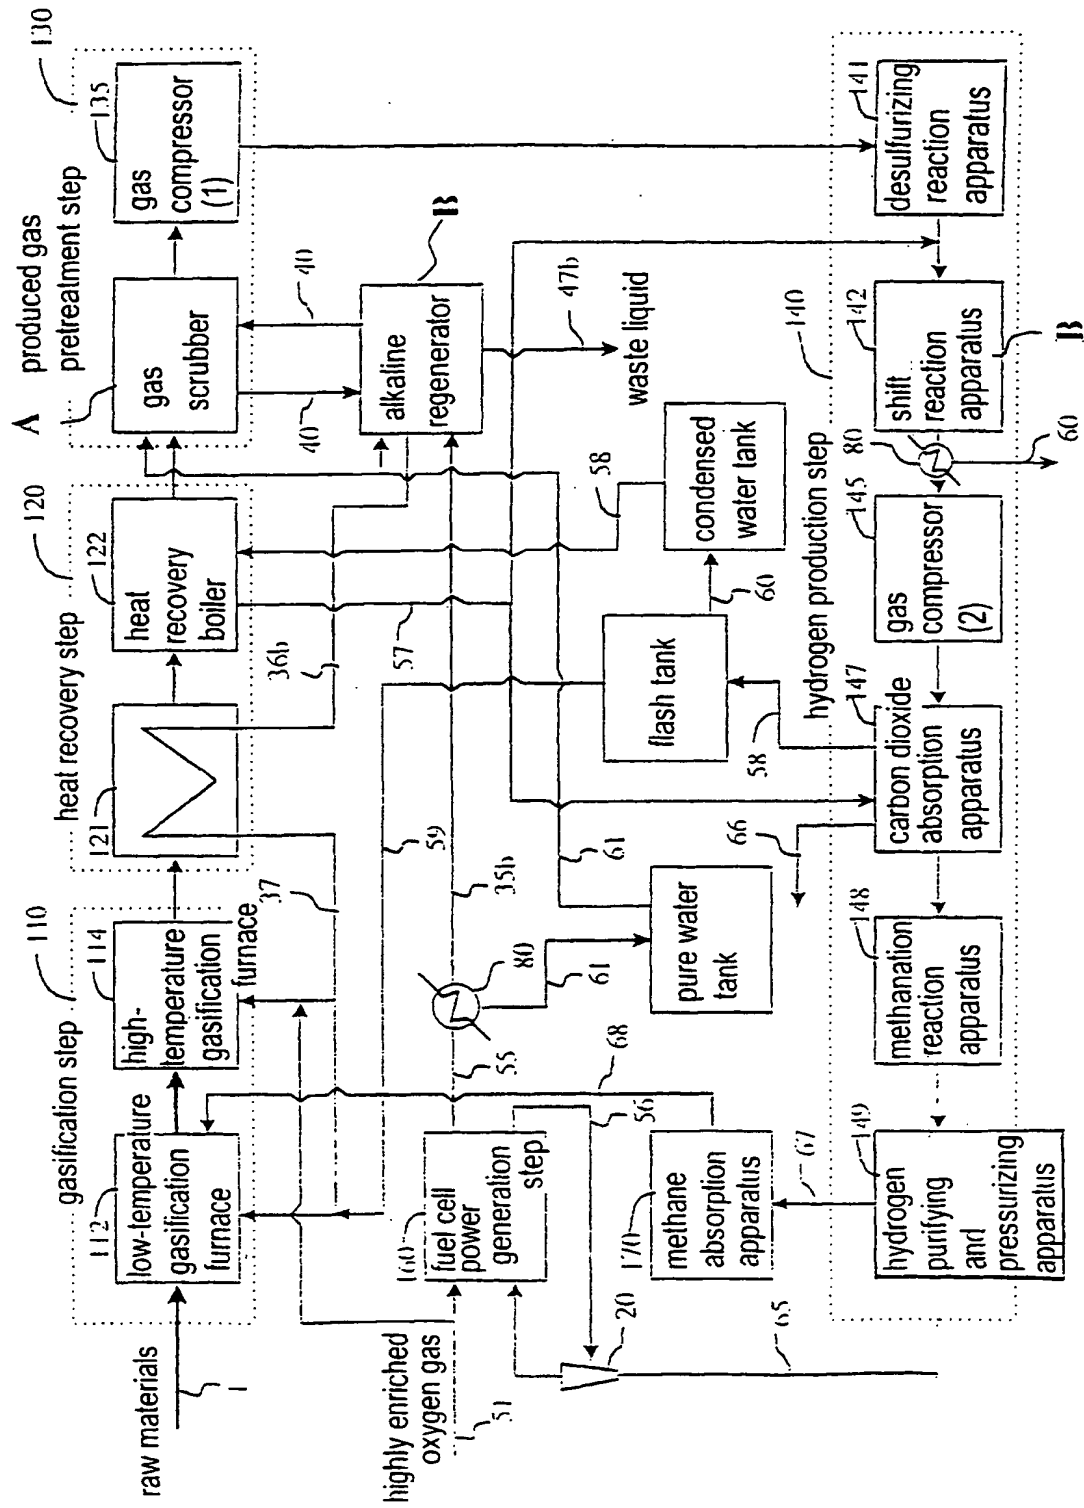 130
135
gas
compressor
(1)
produced gas
pretreatment step
A
gas
scrubber
40
40
alkaline
regenerator
B
47b
waste liquid
120
heat recovery step
122
heat
recovery
boiler
121
36b
57
58
condensed
water tank
60
flash tank
58
59
35b
61
37
110
gasification step
114
high-
temperature
gasification
furnace
112
low-temperature
gasification
furnace
raw materials
1
80
61
pure water
tank
55
68
56
160
fuel cell
power
generation
step
highly enriched
oxygen gas
51
20
65
170
methane
absorption
apparatus
67
66
hydrogen production step
140
141
desulfurizing
reaction
apparatus
142
shift
reaction
apparatus
B
80
60
145
gas
compressor
(2)
147
carbon dioxide
absorption
apparatus
148
methanation
reaction
apparatus
149
hydrogen
purifying
and
pressurizing
apparatus